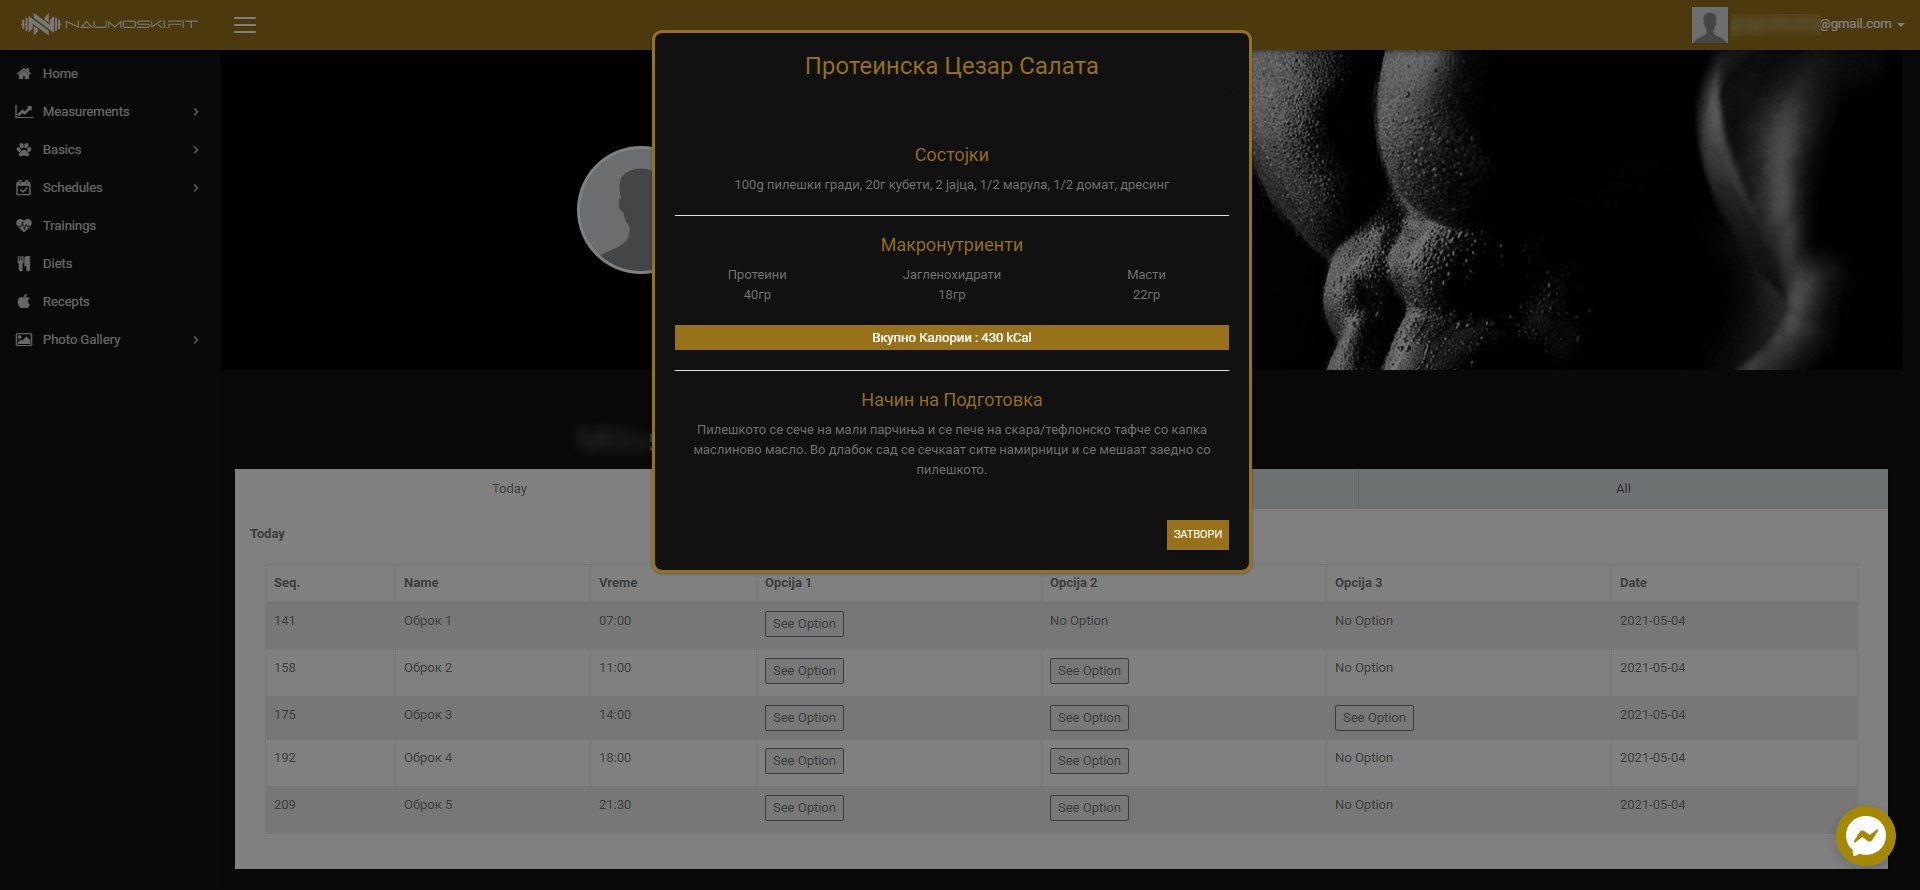 NAUMOSKI.FIT
@gmail.com
Home
Measurements
Basics
Schedules
Trainings
Diets
Recepts
Photo Gallery
Протеинска Цезар Салата
Состојки
100g пилешки гради, 20г кубети, 2 јајца, 1/2 марула, 1/2 домат, дресинг
Макронутриенти
Протеини Јагленохидрати Масти
40гр 18гр 22гр
Вкупно Калории : 430 kCal
Начин на Подготовка
Пилешкото се сече на мали парчиња и се пече на скара/тефлонско тафче со капка
маслиново масло. Во длабок сад се сечкаат сите намирници и се мешаат заедно со
пилешкото.
ЗАТВОРИ
Today All
Today
Seq. Name Vreme Opcija 1 Opcija 2 Opcija 3 Date
141 Оброк 1 07:00 See Option No Option No Option 2021-05-04
158 Оброк 2 11:00 See Option See Option No Option 2021-05-04
175 Оброк 3 14:00 See Option See Option See Option 2021-05-04
192 Оброк 4 18:00 See Option See Option No Option 2021-05-04
209 Оброк 5 21:30 See Option See Option No Option 2021-05-04